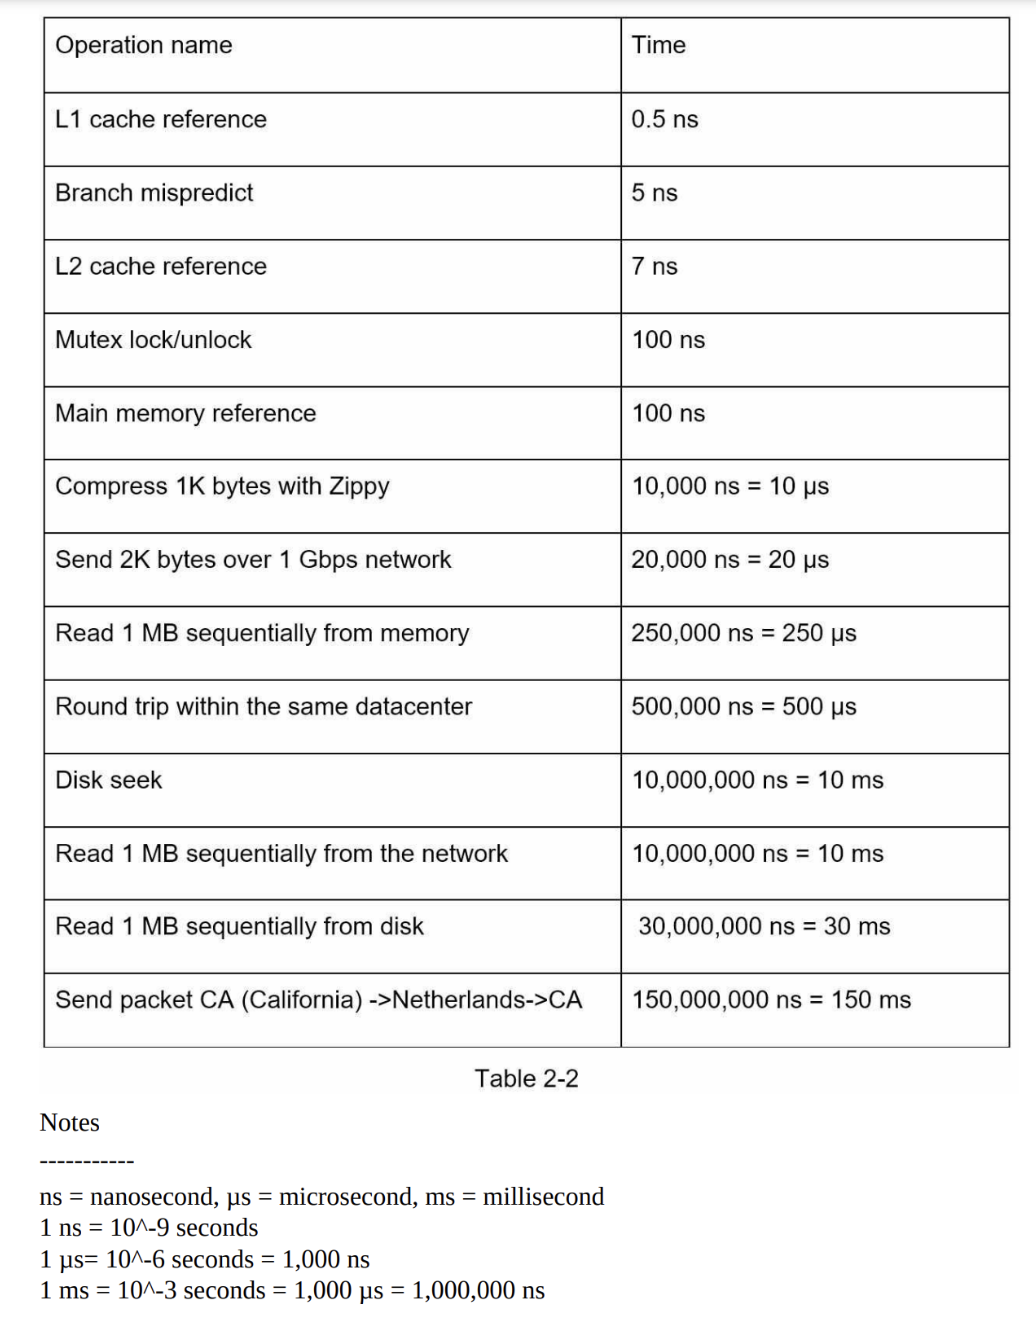 Operation name Time
L1 cache reference 0.5 ns
Branch mispredict 5 ns
L2 cache reference 7 ns
Mutex lock/unlock 100 ns
Main memory reference 100 ns
Compress 1K bytes with Zippy 10,000 ns = 10 µs
Send 2K bytes over 1 Gbps network 20,000 ns = 20 µs
Read 1 MB sequentially from memory 250,000 ns = 250 µs
Round trip within the same datacenter 500,000 ns = 500 µs
Disk seek 10,000,000 ns = 10 ms
Read 1 MB sequentially from the network 10,000,000 ns = 10 ms
Read 1 MB sequentially from disk 30,000,000 ns = 30 ms
Send packet CA (California) ->Netherlands->CA 150,000,000 ns = 150 ms
Table 2-2
Notes
-----------
ns = nanosecond, µs = microsecond, ms = millisecond
1 ns = 10^-9 seconds
1 µs= 10^-6 seconds = 1,000 ns
1 ms = 10^-3 seconds = 1,000 µs = 1,000,000 ns